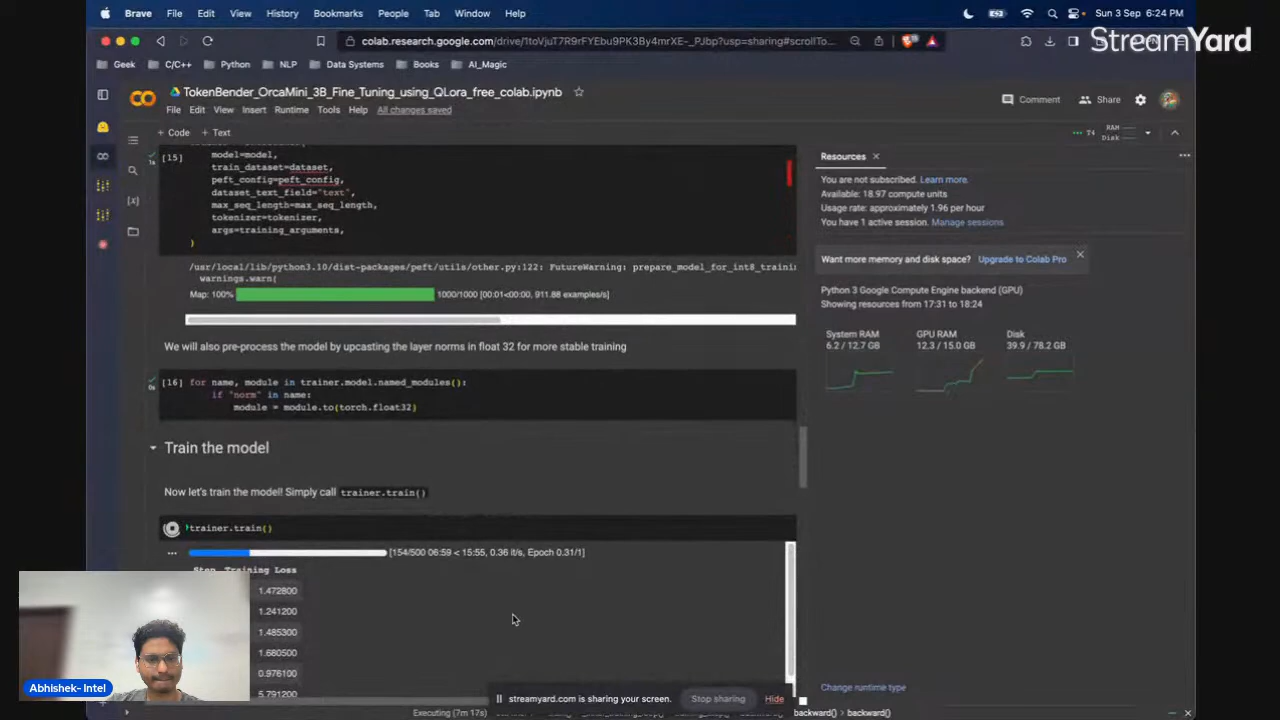 Brave File Edit View History Bookmarks People Tab Window Help Sun 3 Sep 6:24 PM
StreamYard
colab.research.google.com/drive/1toVjuT7R9rFYEbu9PK3By4mrXE-_PJbp?usp=sharing#scrollTo...
Geek C/C++ Python NLP Data Systems Books AI_Magic
TokenBender_OrcaMini_3B_Fine_Tuning_using_QLora_free_colab.ipynb
File Edit View Insert Runtime Tools Help All changes saved
Comment Share
+ Code + Text
T4 RAM Disk
[15] model=model,
train_dataset=dataset,
peft_config=peft_config,
dataset_text_field="text",
max_seq_length=max_seq_length,
tokenizer=tokenizer,
args=training_arguments,
)
/usr/local/lib/python3.10/dist-packages/peft/utils/other.py:122: FutureWarning: prepare_model_for_int8_traini
warnings.warn(
Map: 100% 1000/1000 [00:01<00:00, 911.88 examples/s]
We will also pre-process the model by upcasting the layer norms in float 32 for more stable training
[16] for name, module in trainer.model.named_modules():
if "norm" in name:
module = module.to(torch.float32)
Train the model
Now let's train the model! Simply call trainer.train()
trainer.train()
[154/500 06:59 < 15:55, 0.36 it/s, Epoch 0.31/1]
Step Training Loss
1.472800
1.241200
1.485300
1.680500
0.976100
5.791200
Resources
You are not subscribed. Learn more.
Available: 18.97 compute units
Usage rate: approximately 1.96 per hour
You have 1 active session. Manage sessions
Want more memory and disk space? Upgrade to Colab Pro
Python 3 Google Compute Engine backend (GPU)
Showing resources from 17:31 to 18:24
System RAM GPU RAM Disk
6.2 / 12.7 GB 12.3 / 15.0 GB 39.9 / 78.2 GB
Change runtime type
Abhishek- Intel
streamyard.com is sharing your screen. Stop sharing Hide
Executing (7m 17s) backward() backward()